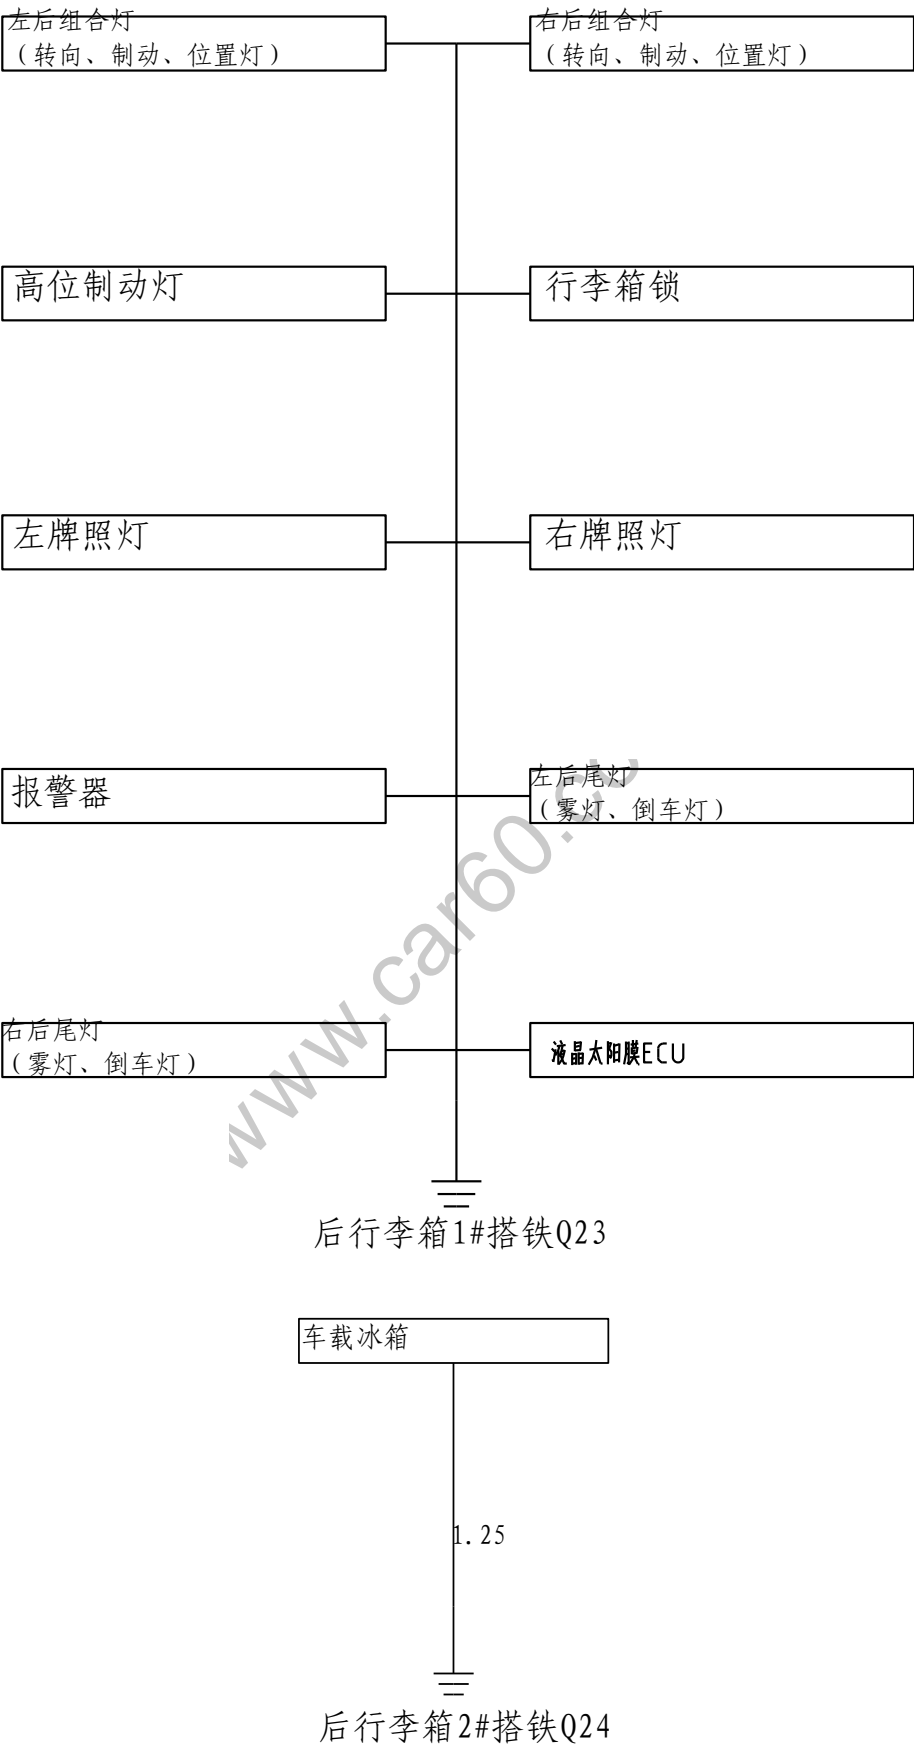 左后组合灯
（转向、制动、位置灯）
右后组合灯
（转向、制动、位置灯）
高位制动灯
行李箱锁
左牌照灯
右牌照灯
报警器
左后尾灯
（雾灯、倒车灯）
www.car60.co
右后尾灯
（雾灯、倒车灯）
液晶太阳膜ECU
后行李箱1#搭铁Q23
车载冰箱
1.25
后行李箱2#搭铁Q24